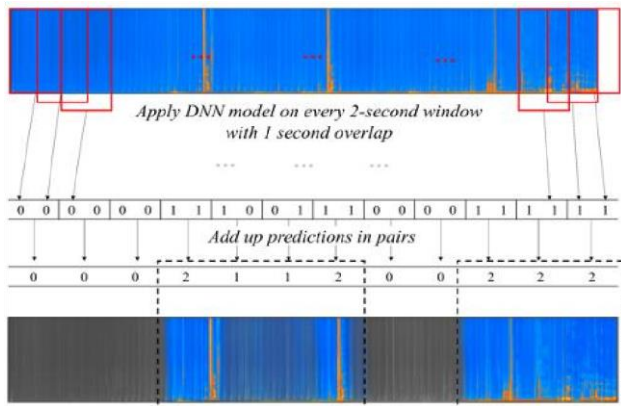 Apply DNN model on every 2-second window
with 1 second overlap
0 0 0 0 0 0 1 1 1 0 0 1 1 1 0 0 0 0 1 1 1 1 1 1
Add up predictions in pairs
0 0 0 2 1 1 2 0 0 2 2 2